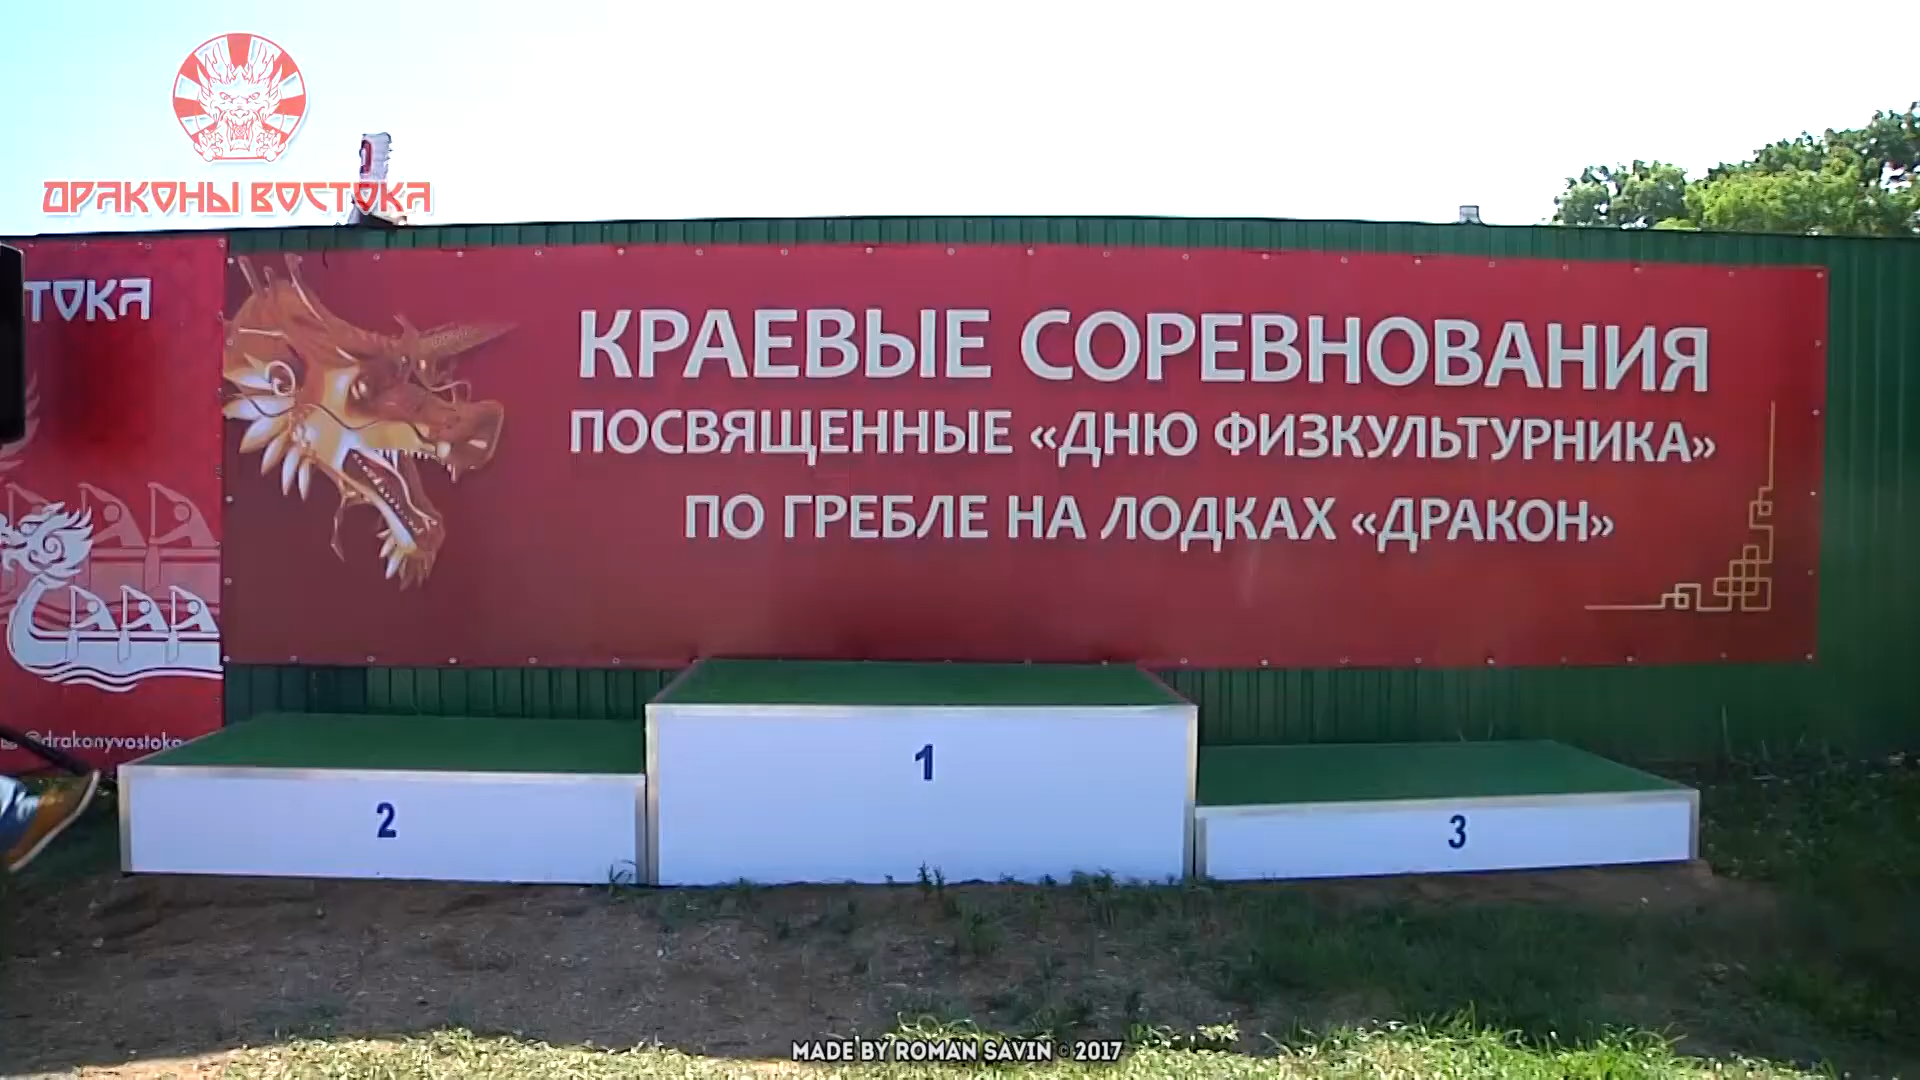 ДРАКОНЫ ВОСТОКА
ТОКА
КРАЕВЫЕ СОРЕВНОВАНИЯ
ПОСВЯЩЕННЫЕ «ДНЮ ФИЗКУЛЬТУРНИКА»
ПО ГРЕБЛЕ НА ЛОДКАХ «ДРАКОН»
@drakonyvostoka
1
2
3
MADE BY ROMAN SAVIN © 2017